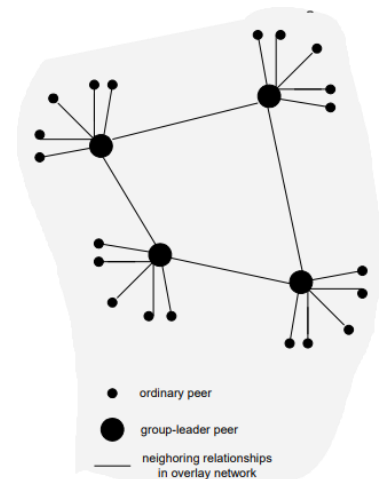 ordinary peer
group-leader peer
neighoring relationships
in overlay network